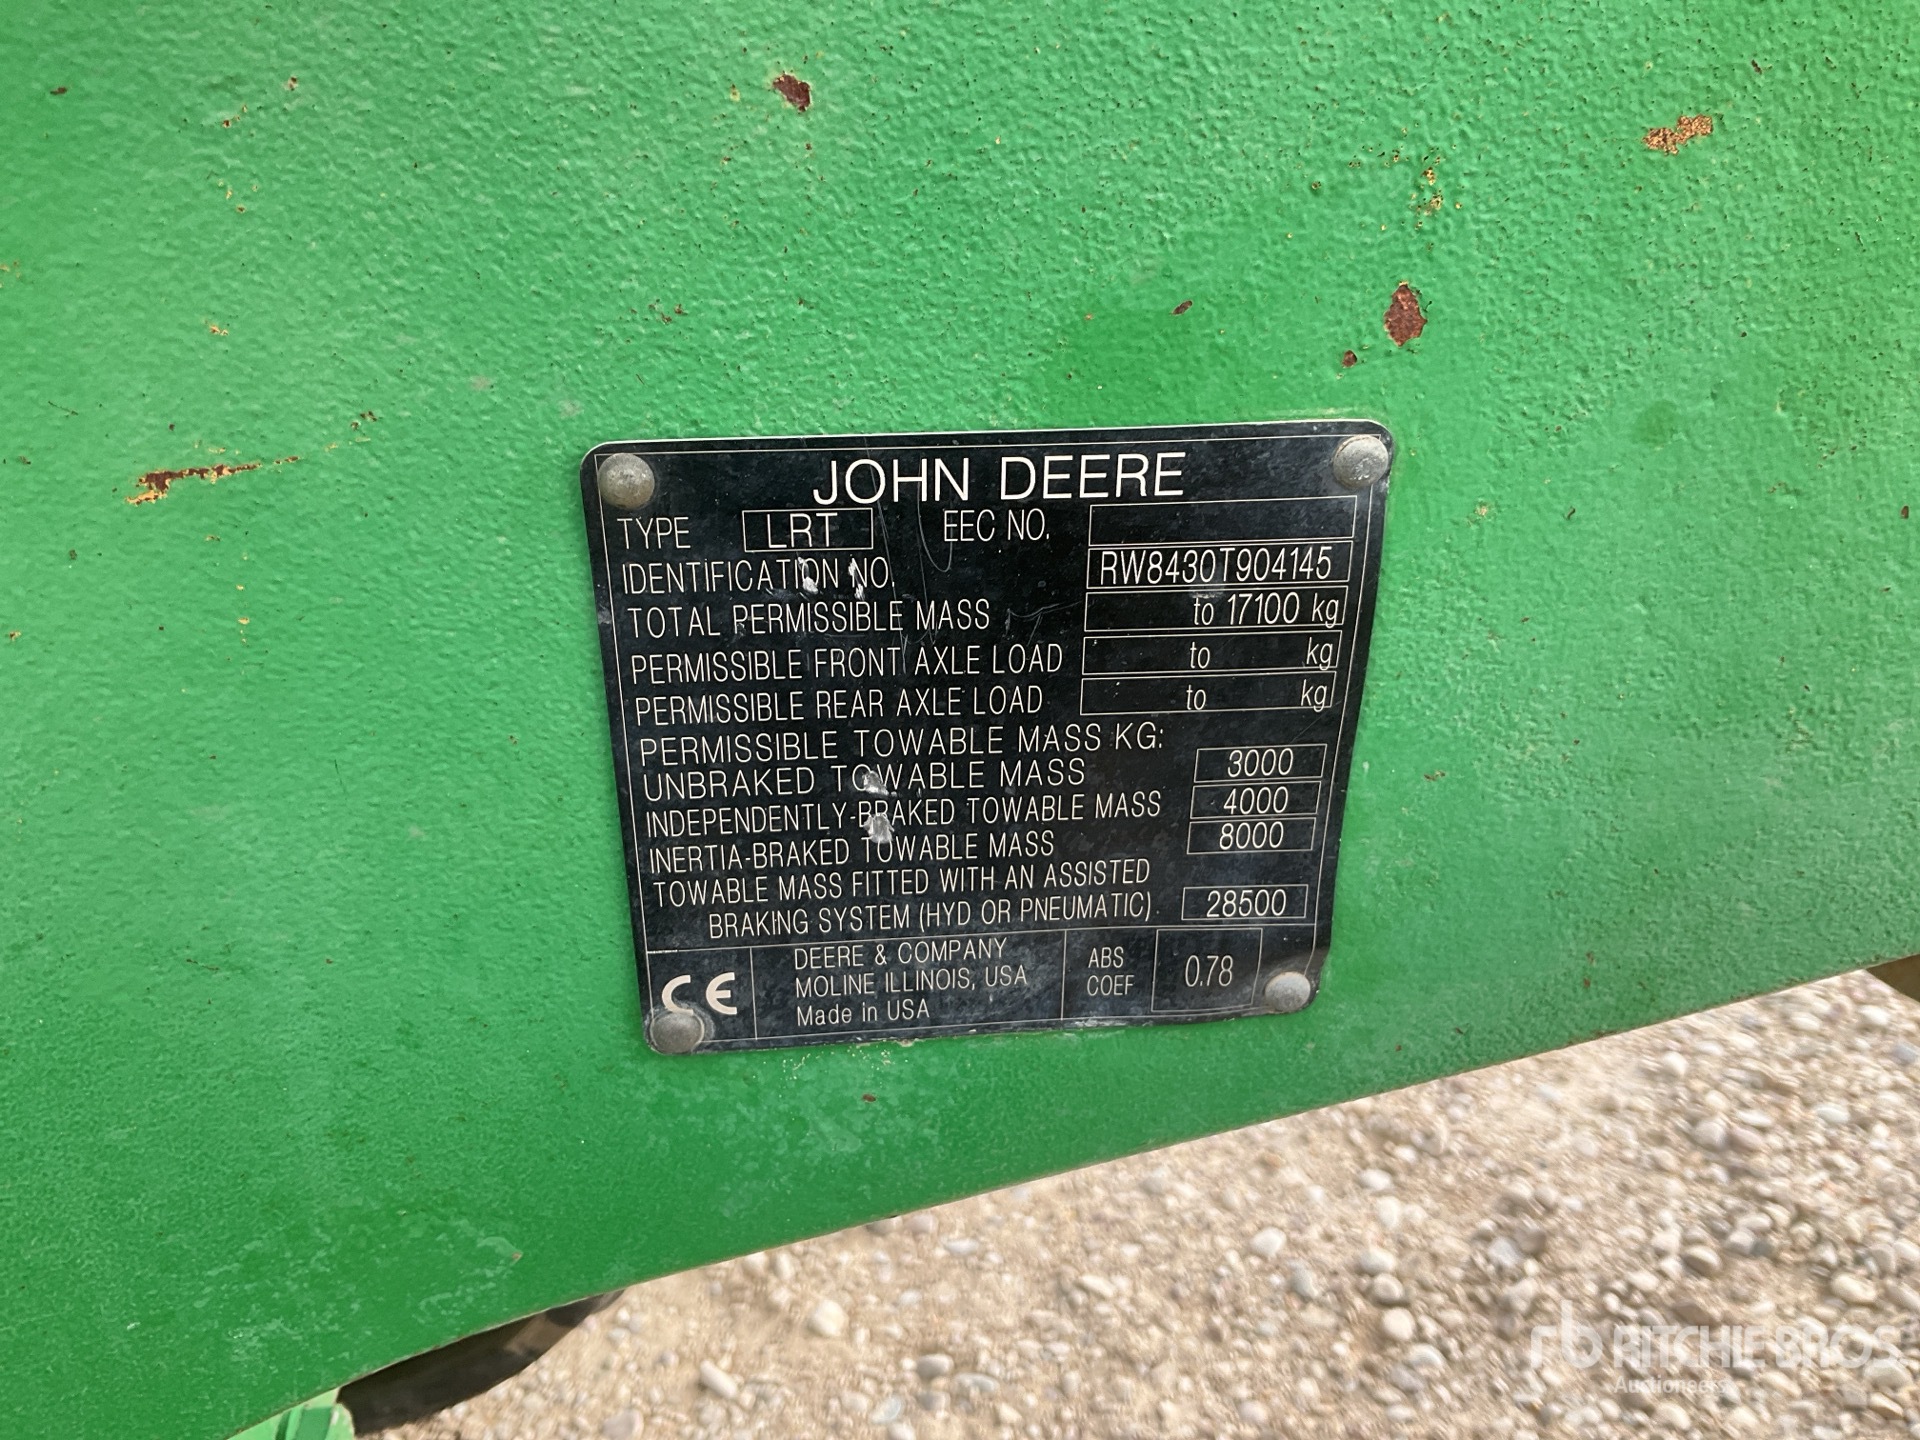 JOHN DEERE
TYPE LRT EEC NO.
IDENTIFICATION NO. RW8430T904145
TOTAL PERMISSIBLE MASS to 17100 kg
PERMISSIBLE FRONT AXLE LOAD to kg
PERMISSIBLE REAR AXLE LOAD to kg
PERMISSIBLE TOWABLE MASS KG:
UNBRAKED TOWABLE MASS 3000
INDEPENDENTLY-BRAKED TOWABLE MASS 4000
INERTIA-BRAKED TOWABLE MASS 8000
TOWABLE MASS FITTED WITH AN ASSISTED
BRAKING SYSTEM (HYD OR PNEUMATIC). 28500
CE
DEERE & COMPANY
MOLINE ILLINOIS, USA
Made in USA
ABS
COEF
0.78
rb RITCHIE BROS
Auctioneers